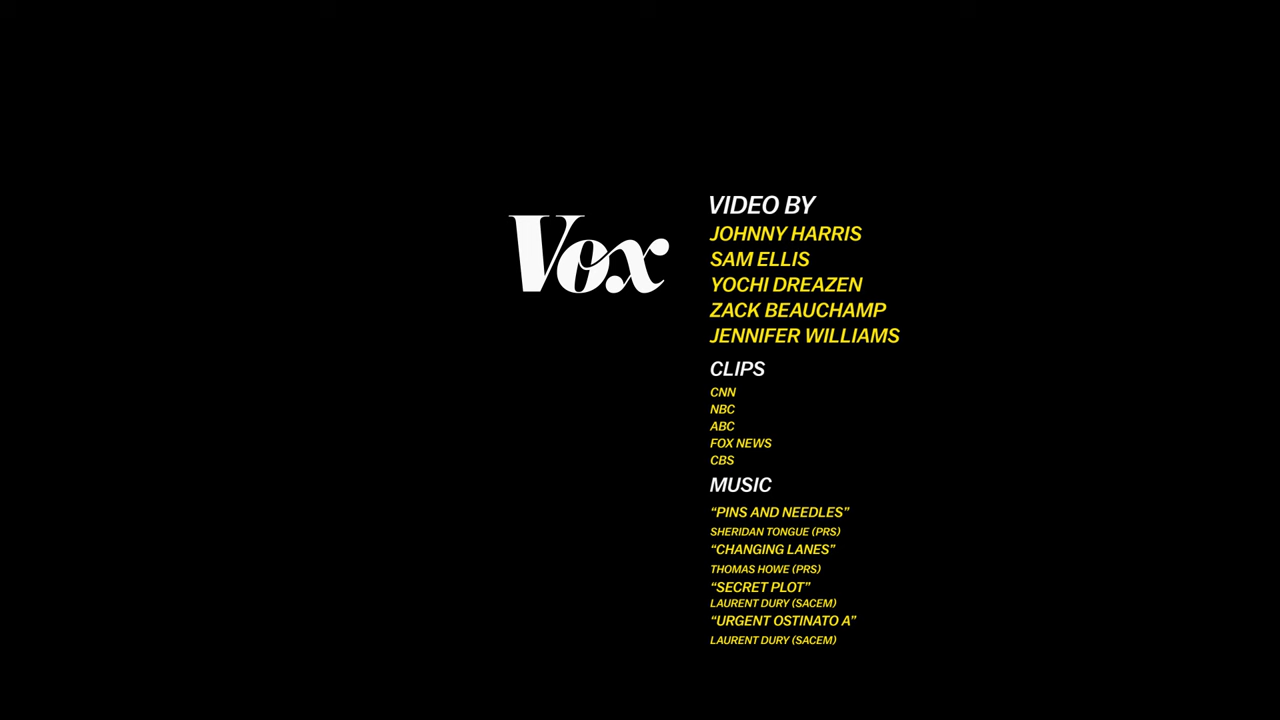 Vox
VIDEO BY
JOHNNY HARRIS
SAM ELLIS
YOCHI DREAZEN
ZACK BEAUCHAMP
JENNIFER WILLIAMS
CLIPS
CNN
NBC
ABC
FOX NEWS
CBS
MUSIC
“PINS AND NEEDLES”
SHERIDAN TONGUE (PRS)
“CHANGING LANES”
THOMAS HOWE (PRS)
“SECRET PLOT”
LAURENT DURY (SACEM)
“URGENT OSTINATO A”
LAURENT DURY (SACEM)